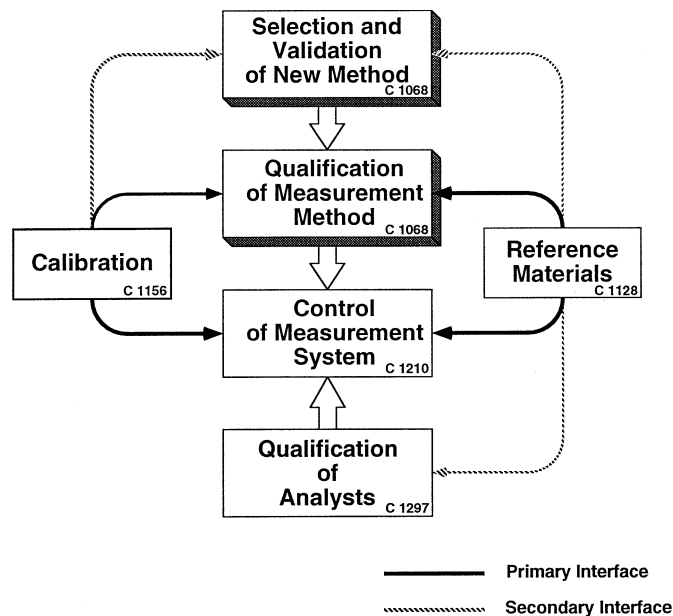 Selection and
Validation
of New Method
C 1068
Qualification
of Measurement
Method
C 1068
Calibration
C 1156
Reference
Materials
C 1128
Control
of Measurement
System
C 1210
Qualification
of
Analysts
C 1297
Primary Interface
Secondary Interface